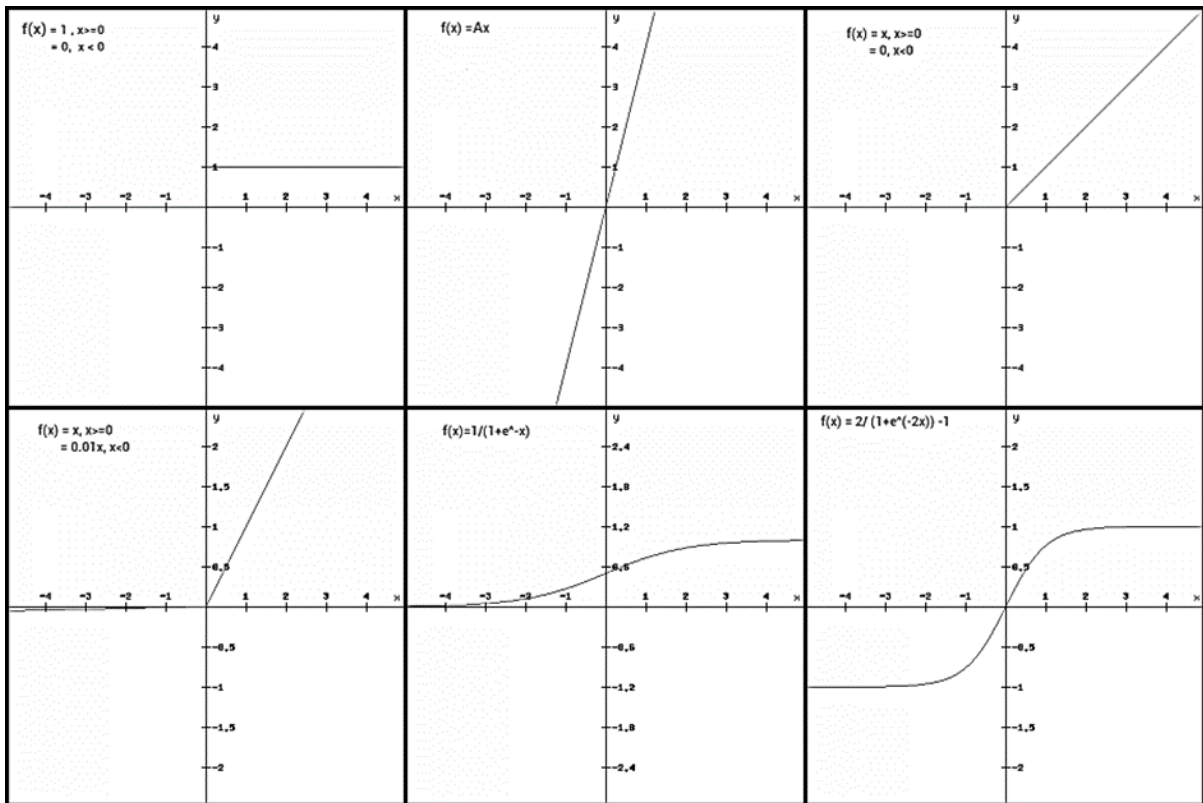 f(x) = 1 , x>=0
= 0, x < 0
y
4
3
2
1
-4 -3 -2 -1 1 2 3 4 x
-1
-2
-3
-4
f(x) =Ax
y
4
3
2
1
-4 -3 -2 -1 1 2 3 4 x
-1
-2
-3
-4
f(x) = x, x>=0
= 0, x<0
y
4
3
2
1
-4 -3 -2 -1 1 2 3 4 x
-1
-2
-3
-4
f(x) = x, x>=0
= 0.01x, x<0
y
2
1.5
1
0.5
-4 -3 -2 -1 1 2 3 4 x
-0.5
-1
-1.5
-2
f(x)=1/(1+e^-x)
y
2.4
1.8
1.2
0.6
-4 -3 -2 -1 1 2 3 4 x
-0.6
-1.2
-1.8
-2.4
f(x) = 2/ (1+e^(-2x)) -1
y
2
1.5
1
0.5
-4 -3 -2 -1 1 2 3 4 x
-0.5
-1
-1.5
-2